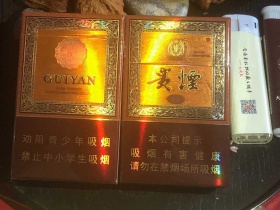 GUIYAN
劝阻青少年吸烟
禁止中小学生吸烟
贵烟
本公司提示
吸烟有害健康
请勿在禁烟场所吸烟